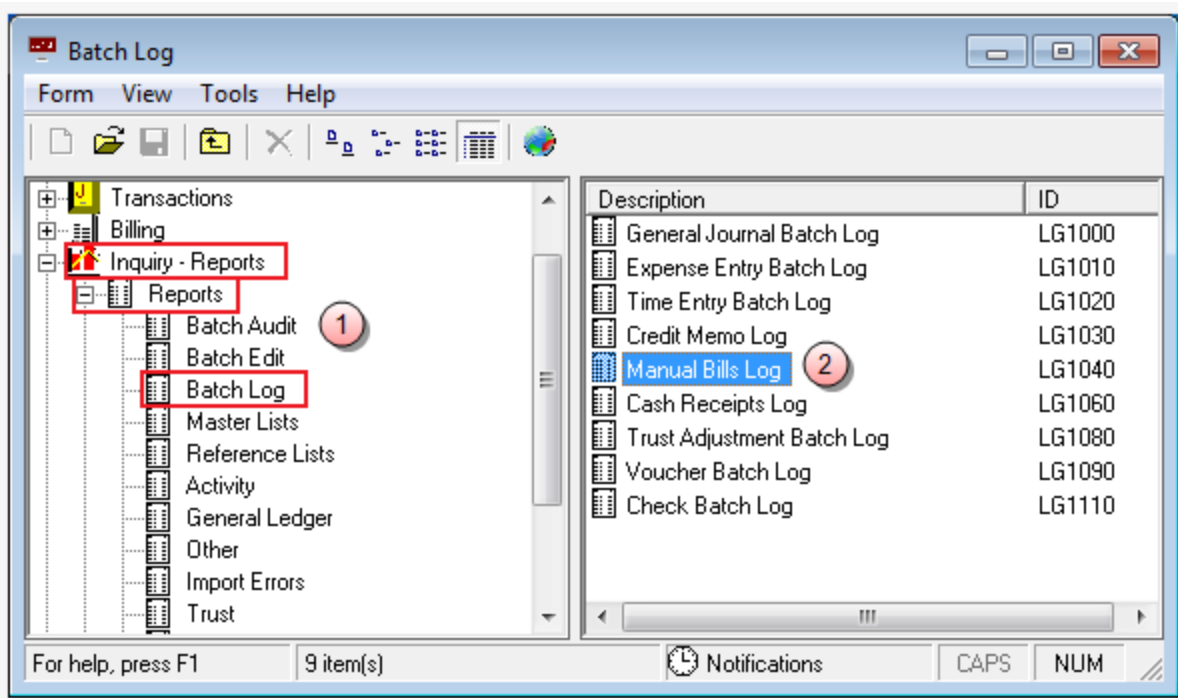 Batch Log
Form View Tools Help
Transactions
Billing
Inquiry - Reports
Reports
Batch Audit
1
Batch Edit
Batch Log
Master Lists
Reference Lists
Activity
General Ledger
Other
Import Errors
Trust
Description ID
General Journal Batch Log LG1000
Expense Entry Batch Log LG1010
Time Entry Batch Log LG1020
Credit Memo Log LG1030
Manual Bills Log LG1040
2
Cash Receipts Log LG1060
Trust Adjustment Batch Log LG1080
Voucher Batch Log LG1090
Check Batch Log LG1110
For help, press F1 9 item(s) Notifications CAPS NUM